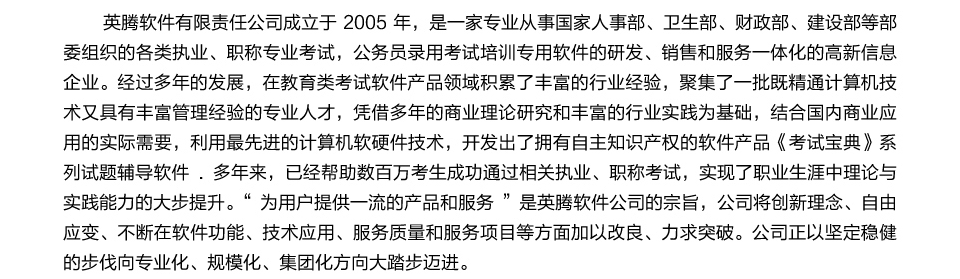 英腾软件有限责任公司成立于 2005 年，是一家专业从事国家人事部、卫生部、财政部、建设部等部
委组织的各类执业、职称专业考试，公务员录用考试培训专用软件的研发、销售和服务一体化的高新信息
企业。经过多年的发展，在教育类考试软件产品领域积累了丰富的行业经验，聚集了一批既精通计算机技
术又具有丰富管理经验的专业人才，凭借多年的商业理论研究和丰富的行业实践为基础，结合国内商业应
用的实际需要，利用最先进的计算机软硬件技术，开发出了拥有自主知识产权的软件产品《考试宝典》系
列试题辅导软件 . 多年来，已经帮助数百万考生成功通过相关执业、职称考试，实现了职业生涯中理论与
实践能力的大步提升。“ 为用户提供一流的产品和服务 ” 是英腾软件公司的宗旨，公司将创新理念、自由
应变、不断在软件功能、技术应用、服务质量和服务项目等方面加以改良、力求突破。公司正以坚定稳健
的步伐向专业化、规模化、集团化方向大踏步迈进。